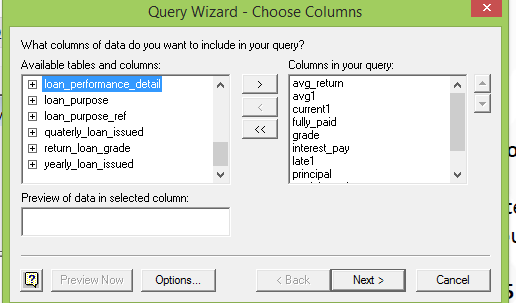 Query Wizard - Choose Columns
What columns of data do you want to include in your query?
Available tables and columns:
loan_performance_detail
loan_purpose
loan_purpose_ref
quaterly_loan_issued
return_loan_grade
yearly_loan_issued
>
<
<<
Columns in your query:
avg_return
avg1
current1
fully_paid
grade
interest_pay
late1
principal
Preview of data in selected column:
? Preview Now Options... < Back Next > Cancel